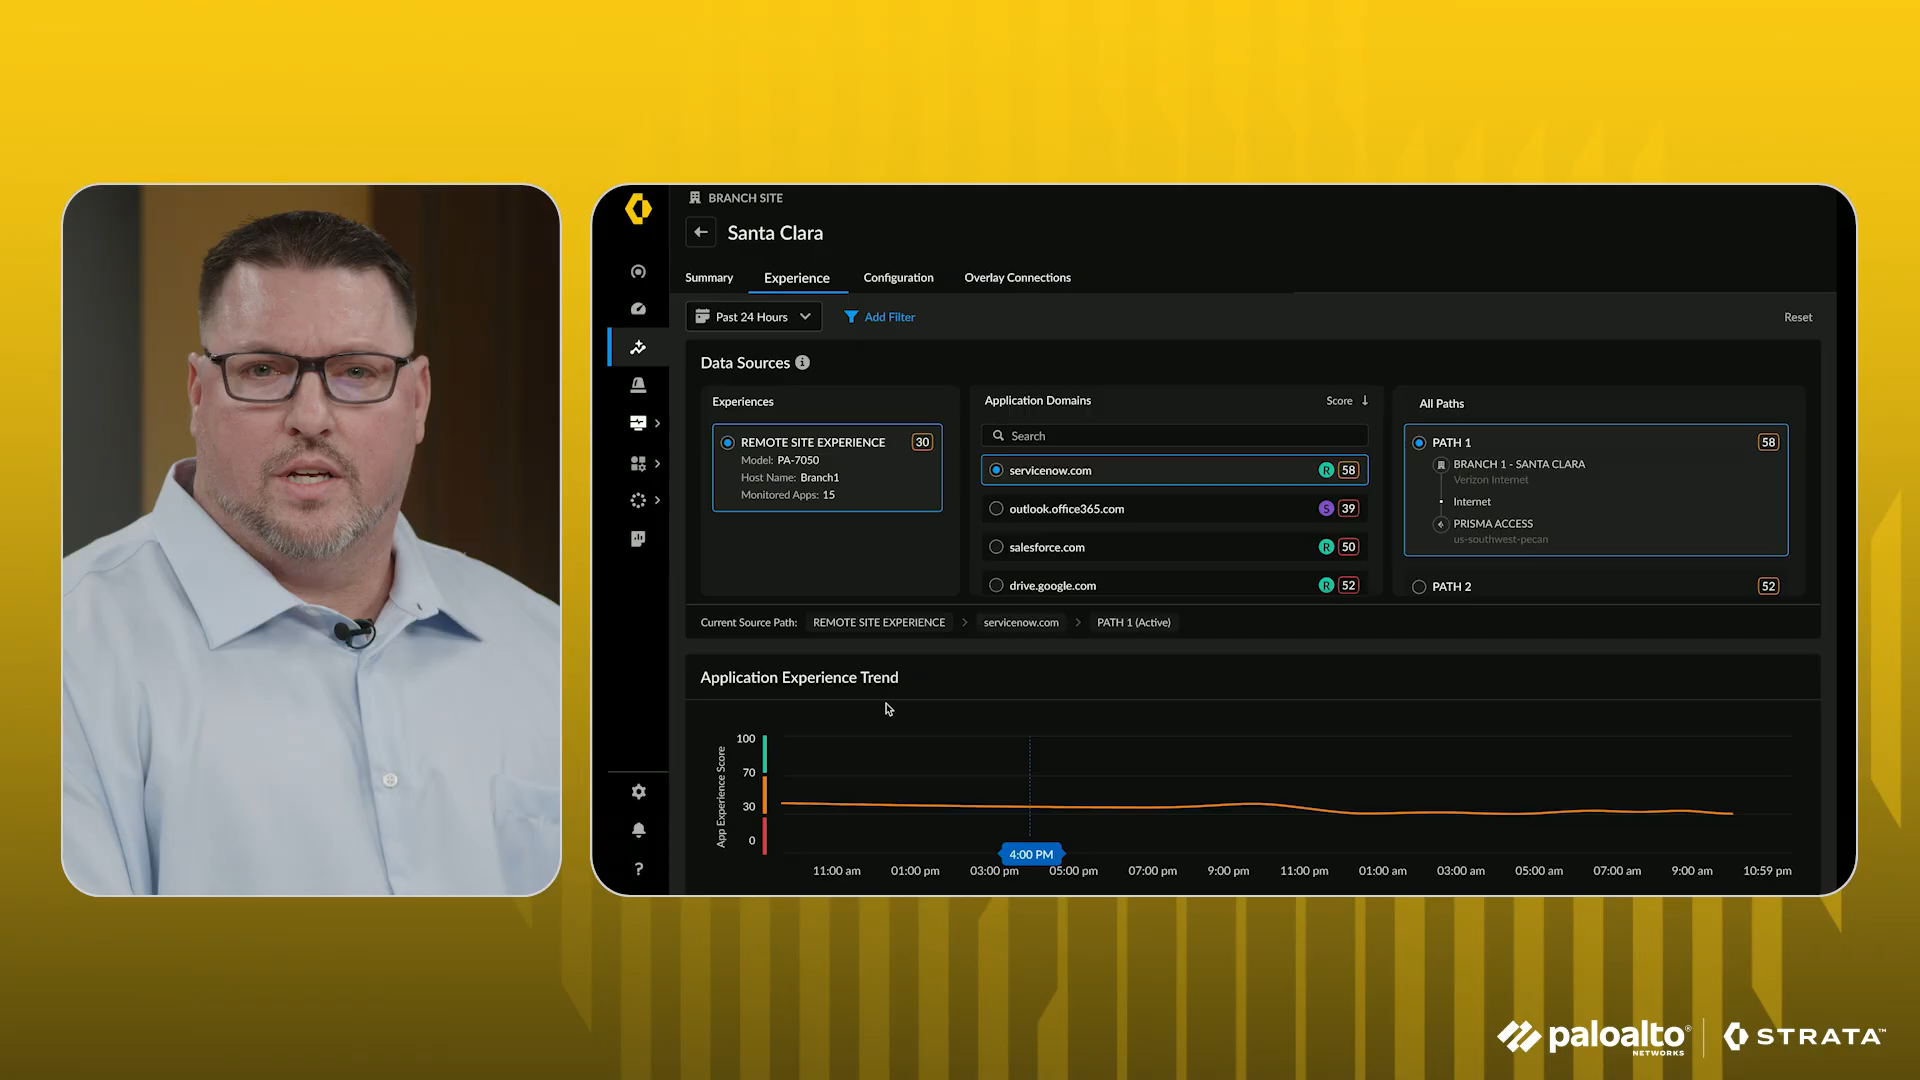 BRANCH SITE
Santa Clara
Summary
Experience
Configuration
Overlay Connections
Past 24 Hours
Add Filter
Reset
Data Sources
Experiences
REMOTE SITE EXPERIENCE 30
Model: PA-7050
Host Name: Branch1
Monitored Apps: 15
Application Domains
Score ↓
Search
servicenow.com R 58
outlook.office365.com S 39
salesforce.com R 50
drive.google.com R 52
All Paths
PATH 1 58
BRANCH 1 - SANTA CLARA
Verizon Internet
Internet
PRISMA ACCESS
us-southwest-pecan
PATH 2 52
Current Source Path: REMOTE SITE EXPERIENCE > servicenow.com > PATH 1 (Active)
Application Experience Trend
App Experience Score
100
70
30
0
4:00 PM
11:00 am 01:00 pm 03:00 pm 05:00 pm 07:00 pm 9:00 pm 11:00 pm 01:00 am 03:00 am 05:00 am 07:00 am 9:00 am 10:59 pm
?
paloalto®
NETWORKS
STRATA™